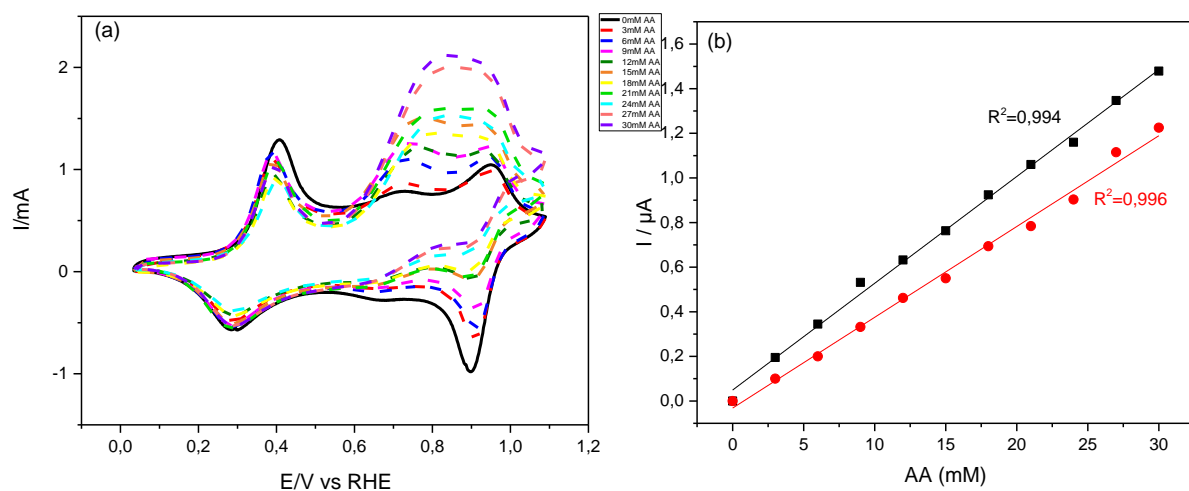 (a)
I/mA
2
1
0
-1
0,0 0,2 0,4 0,6 0,8 1,0 1,2
E/V vs RHE
0mM AA
3mM AA
6mM AA
9mM AA
12mM AA
15mM AA
18mM AA
21mM AA
24mM AA
27mM AA
30mM AA
(b)
I / µA
1,6
1,4
1,2
1,0
0,8
0,6
0,4
0,2
0,0
R²=0,994
R²=0,996
0 5 10 15 20 25 30
AA (mM)